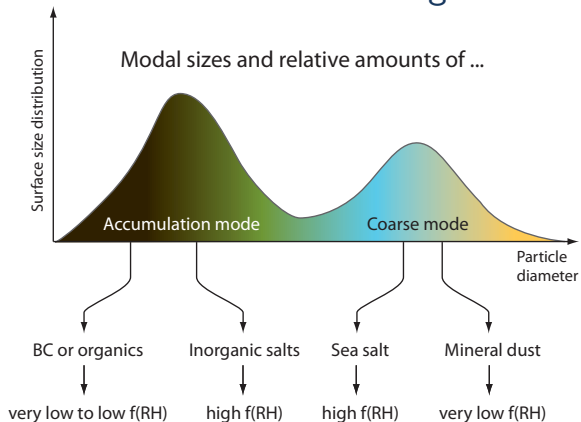 Modal sizes and relative amounts of ...
Surface size distribution
Accumulation mode
Coarse mode
Particle
diameter
BC or organics
Inorganic salts
Sea salt
Mineral dust
very low to low f(RH)
high f(RH)
high f(RH)
very low f(RH)